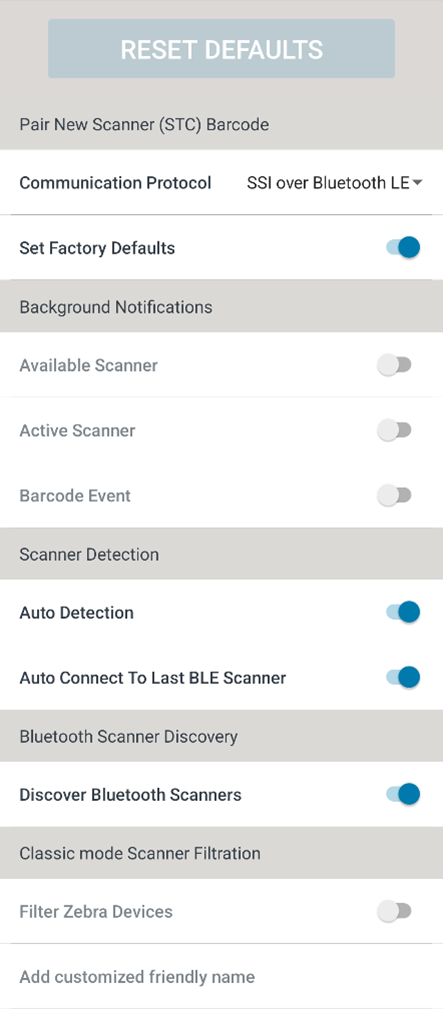 RESET DEFAULTS
Pair New Scanner (STC) Barcode
Communication Protocol SSI over Bluetooth LE
Set Factory Defaults
Background Notifications
Available Scanner
Active Scanner
Barcode Event
Scanner Detection
Auto Detection
Auto Connect To Last BLE Scanner
Bluetooth Scanner Discovery
Discover Bluetooth Scanners
Classic mode Scanner Filtration
Filter Zebra Devices
Add customized friendly name